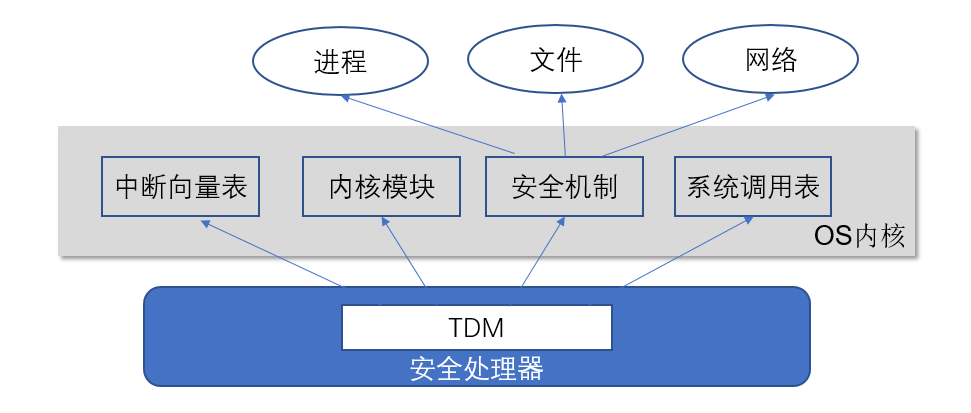 进程
文件
网络
中断向量表
内核模块
安全机制
系统调用表
OS内核
TDM
安全处理器